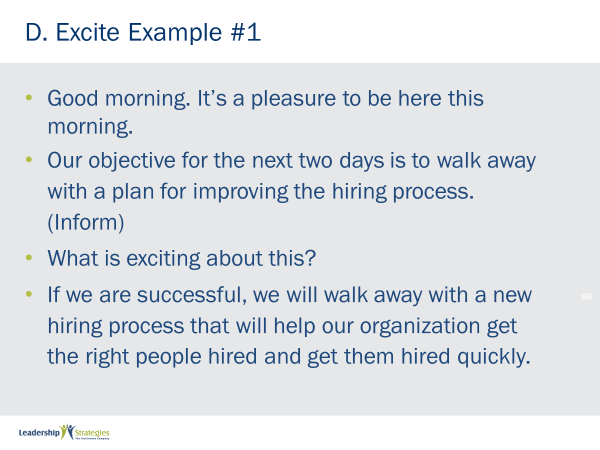 D. Excite Example #1
• Good morning. It’s a pleasure to be here this
morning.
• Our objective for the next two days is to walk away
with a plan for improving the hiring process.
(Inform)
• What is exciting about this?
• If we are successful, we will walk away with a new
hiring process that will help our organization get
the right people hired and get them hired quickly.
Leadership Strategies
The Facilitation Company